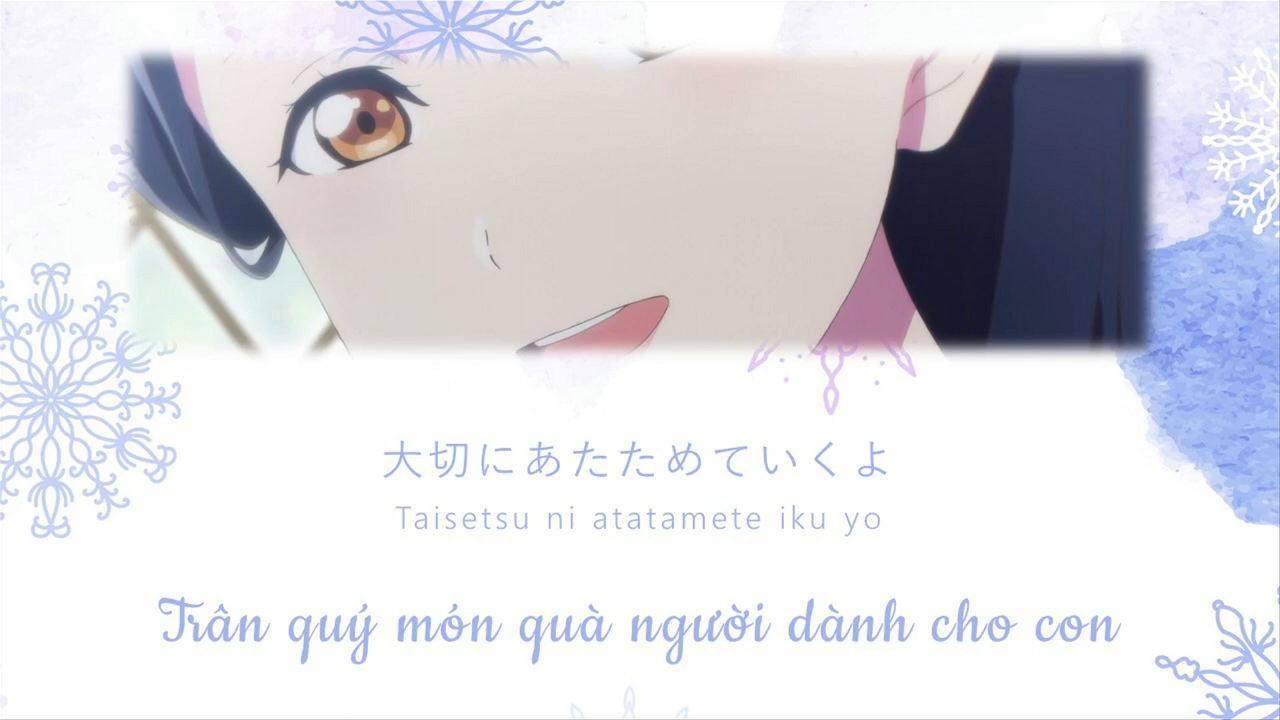 大切にあたためていくよ
Taisetsu ni atatamete iku yo
Trân quý món quà người dành cho con